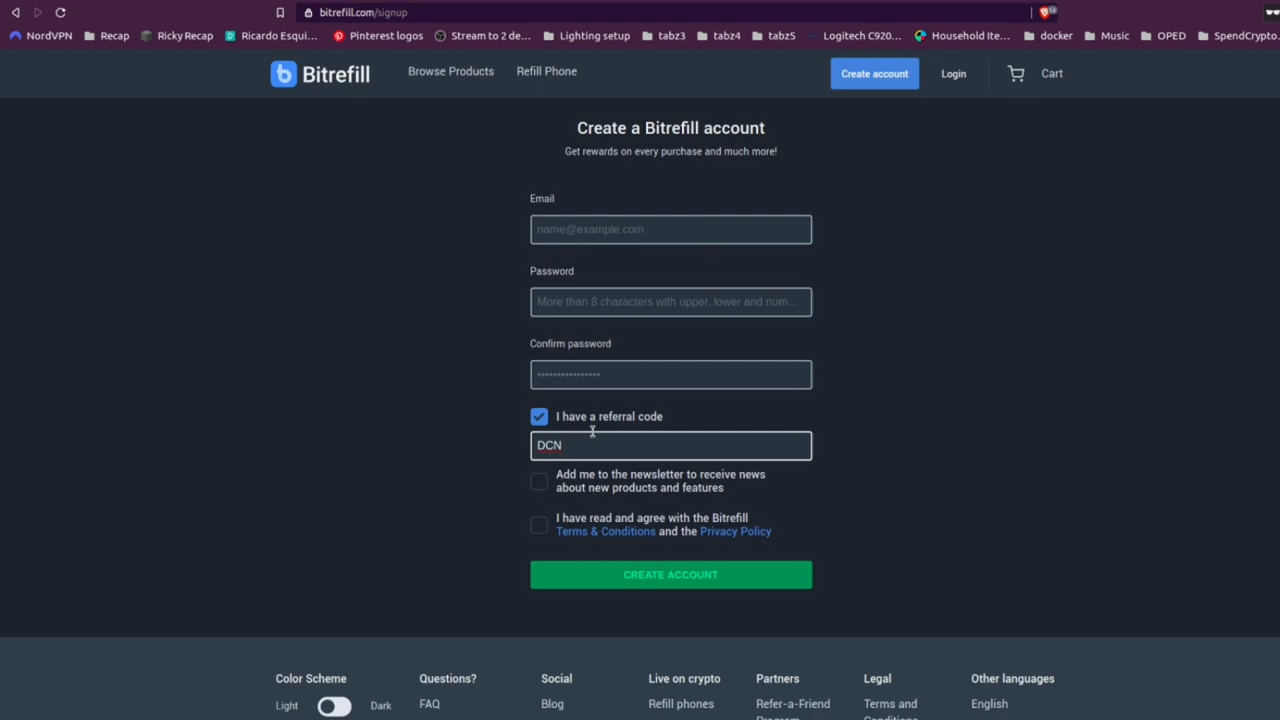 bitrefill.com/signup
12
NordVPN Recap Ricky Recap Ricardo Esqui... Pinterest logos Stream to 2 de... Lighting setup tabz3 tabz4 tabz5 Logitech C920... Household Ite... docker Music OPED SpendCrypto.
Bitrefill Browse Products Refill Phone Create account Login Cart
Create a Bitrefill account
Get rewards on every purchase and much more!
Email
name@example.com
Password
More than 8 characters with upper, lower and num...
Confirm password
I have a referral code
DCN
Add me to the newsletter to receive news
about new products and features
I have read and agree with the Bitrefill
Terms & Conditions and the Privacy Policy
CREATE ACCOUNT
Color Scheme Questions? Social Live on crypto Partners Legal Other languages
Light Dark FAQ Blog Refill phones Refer-a-Friend Terms and English
Program Conditions